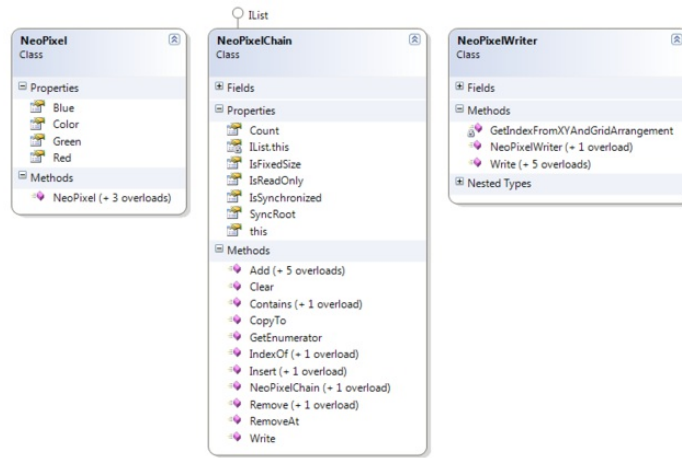 NeoPixel
Class
Properties
Blue
Color
Green
Red
Methods
NeoPixel (+ 3 overloads)
IList
NeoPixelChain
Class
Fields
Properties
Count
IList.this
IsFixedSize
IsReadOnly
IsSynchronized
SyncRoot
this
Methods
Add (+ 5 overloads)
Clear
Contains (+ 1 overload)
CopyTo
GetEnumerator
IndexOf (+ 1 overload)
Insert (+ 1 overload)
NeoPixelChain (+ 1 overload)
Remove (+ 1 overload)
RemoveAt
Write
NeoPixelWriter
Class
Fields
Methods
GetIndexFromXYAndGridArrangement
NeoPixelWriter (+ 1 overload)
Write (+ 5 overloads)
Nested Types